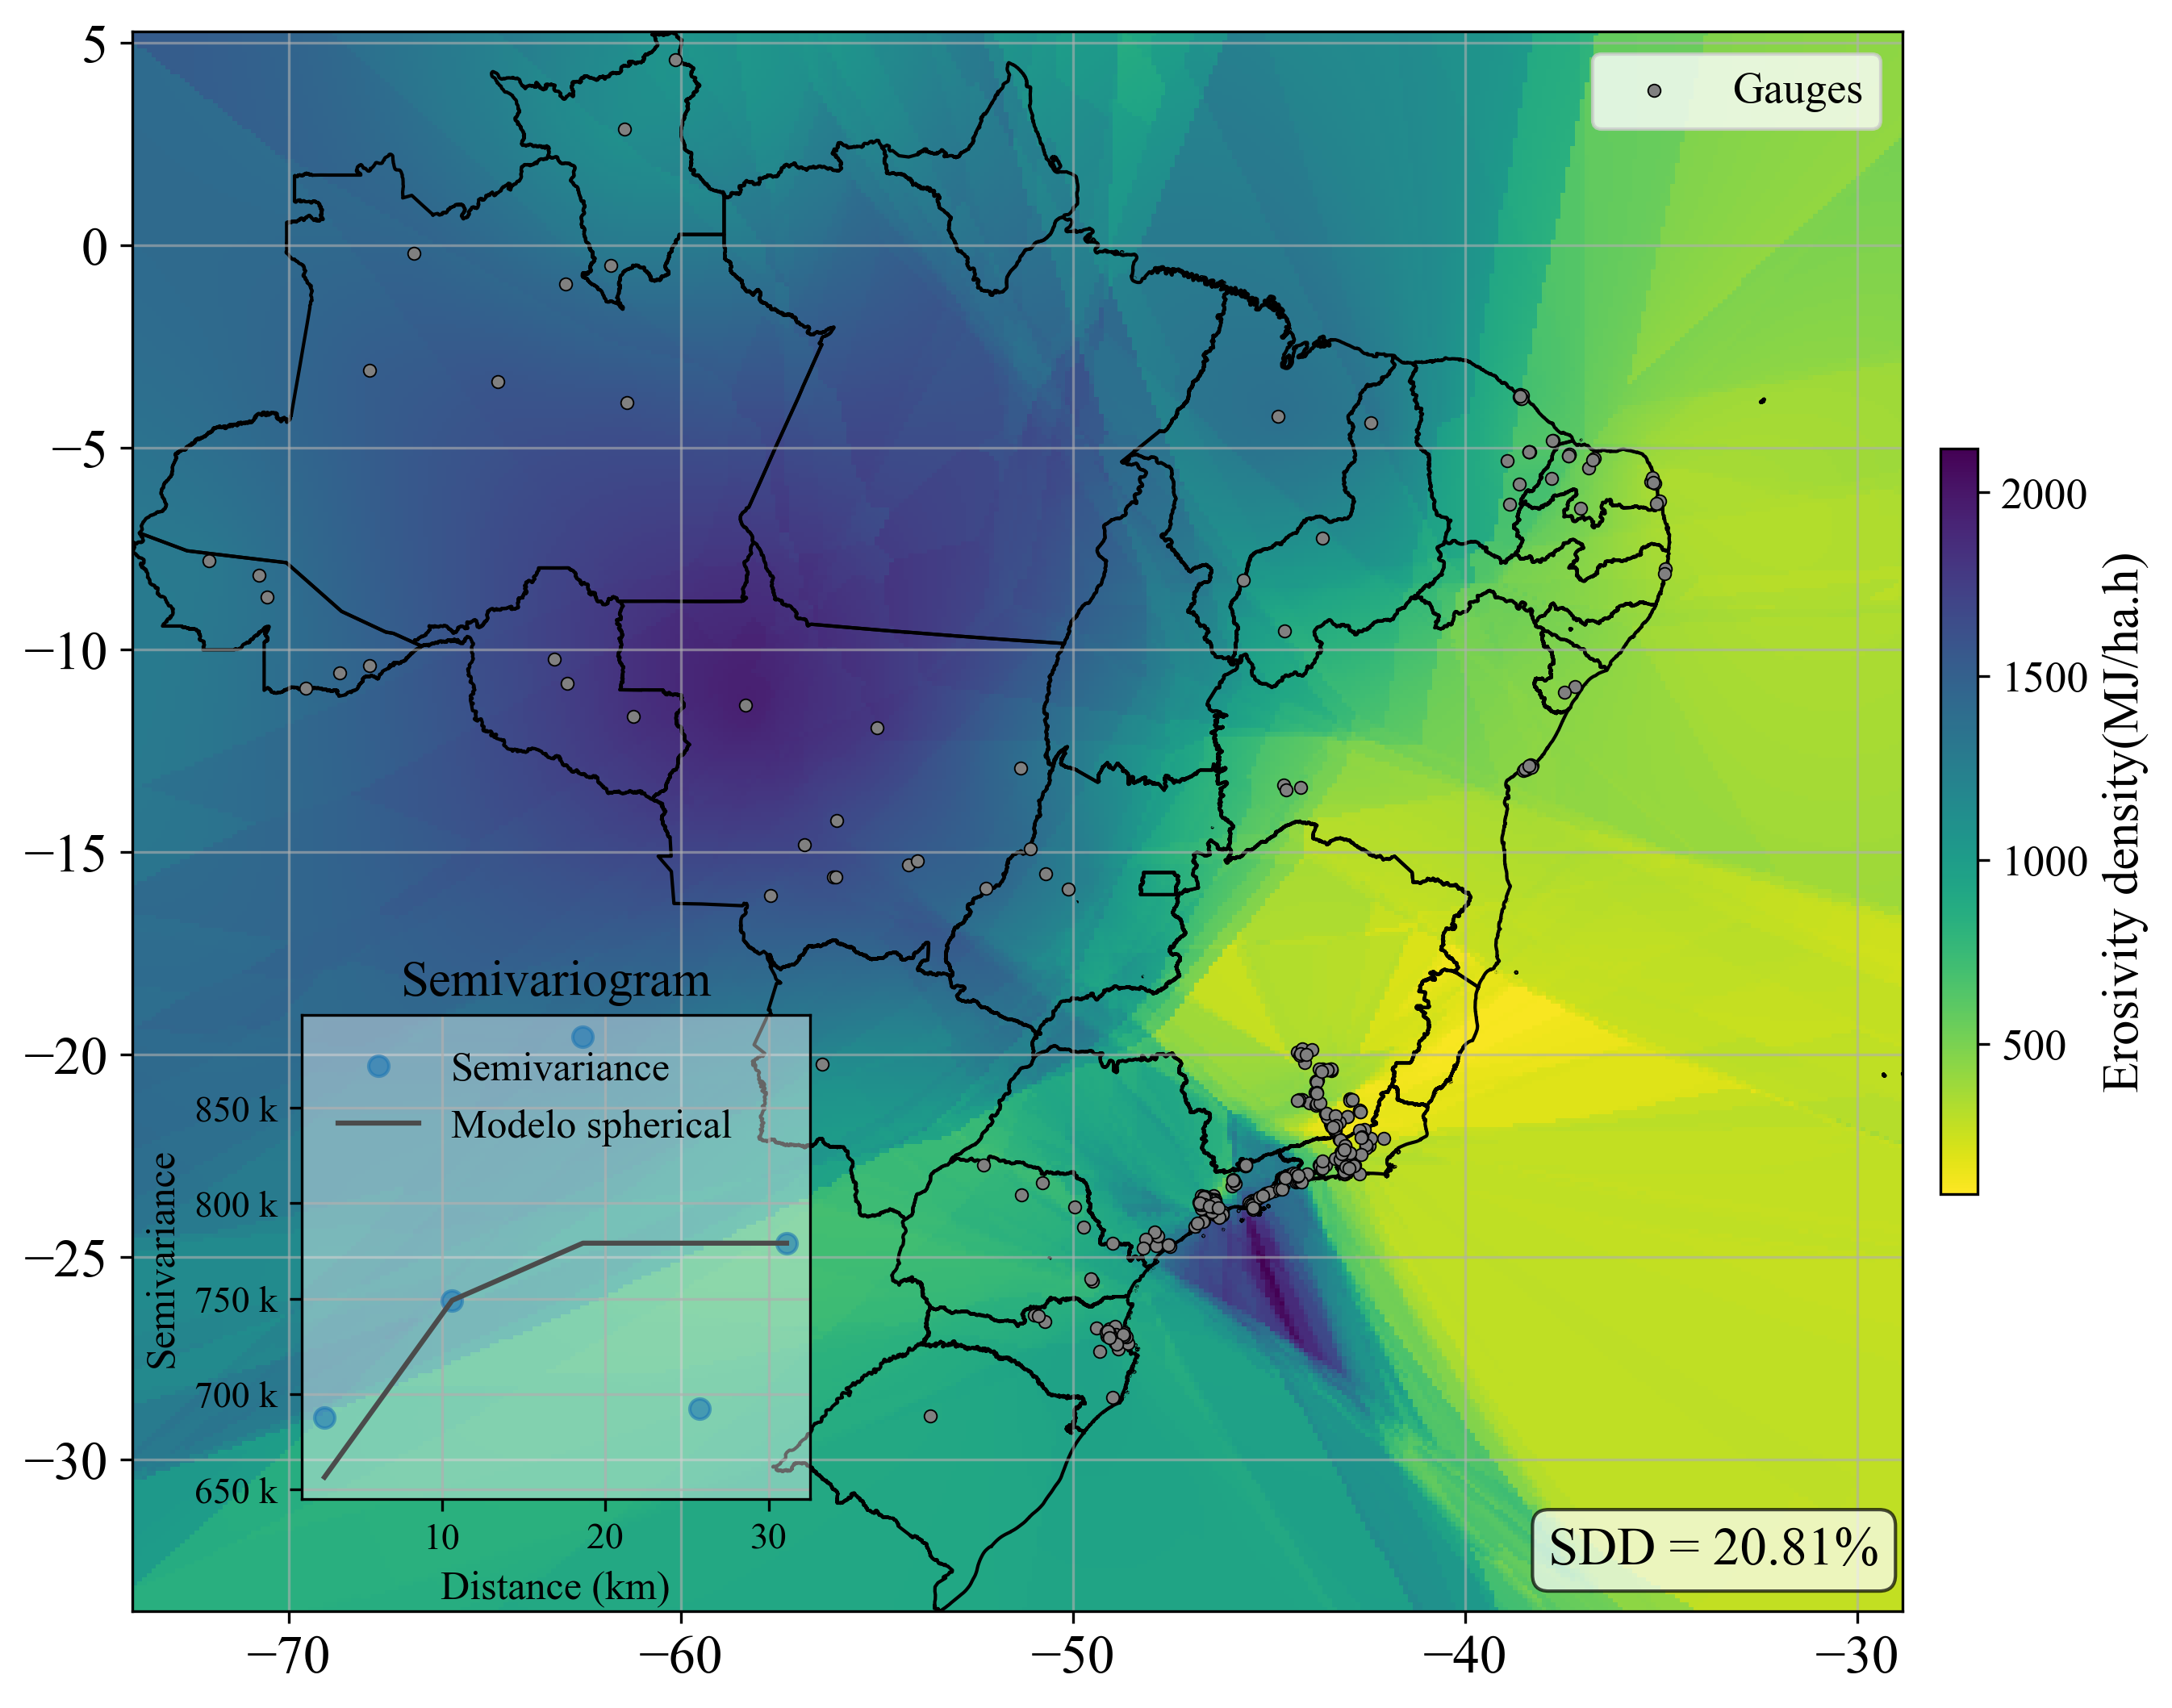 5
0
−5
−10
−15
−20
−25
−30
−70
−60
−50
−40
−30
Gauges
2000
1500
1000
500
Erosivity density(MJ/ha.h)
Semivariogram
Semivariance
Modelo spherical
850 k
800 k
750 k
700 k
650 k
Semivariance
10
20
30
Distance (km)
SDD = 20.81%